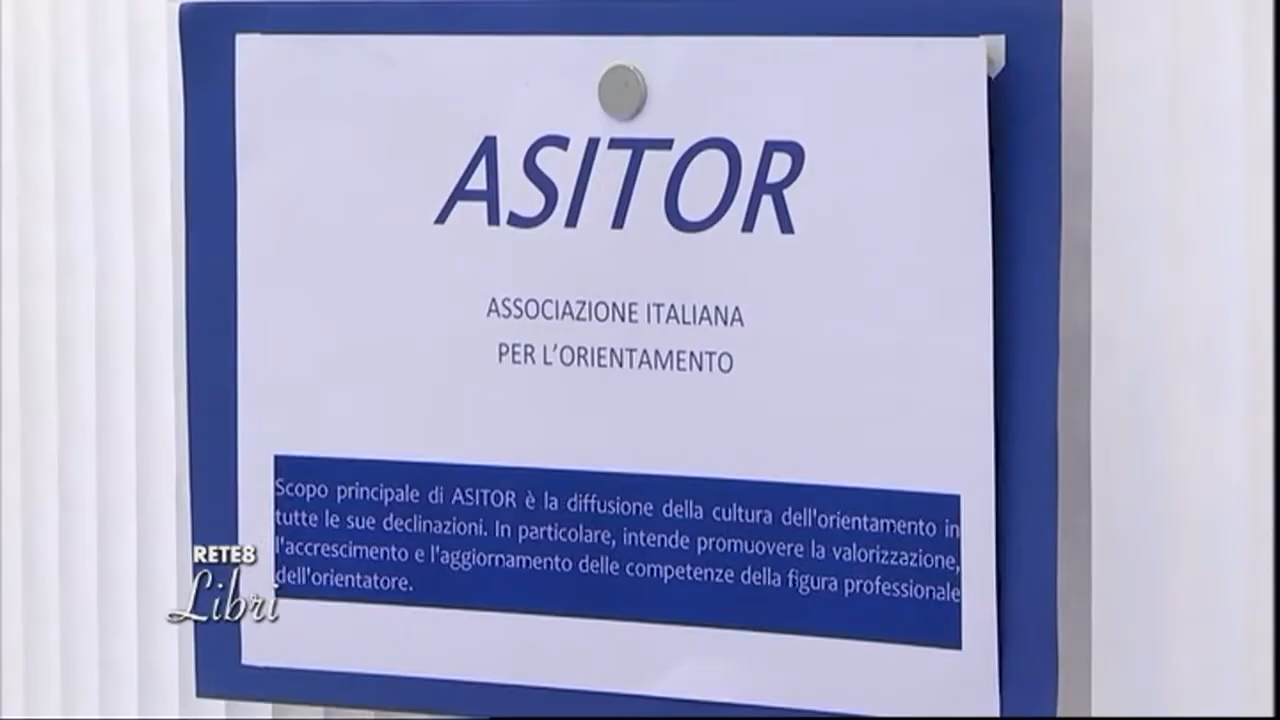 ASITOR
ASSOCIAZIONE ITALIANA
PER L'ORIENTAMENTO
Scopo principale di ASITOR è la diffusione della cultura dell'orientamento in
tutte le sue declinazioni. In particolare, intende promuovere la valorizzazione,
l'accrescimento e l'aggiornamento delle competenze della figura professionale
dell'orientatore.
RETE8
Libri